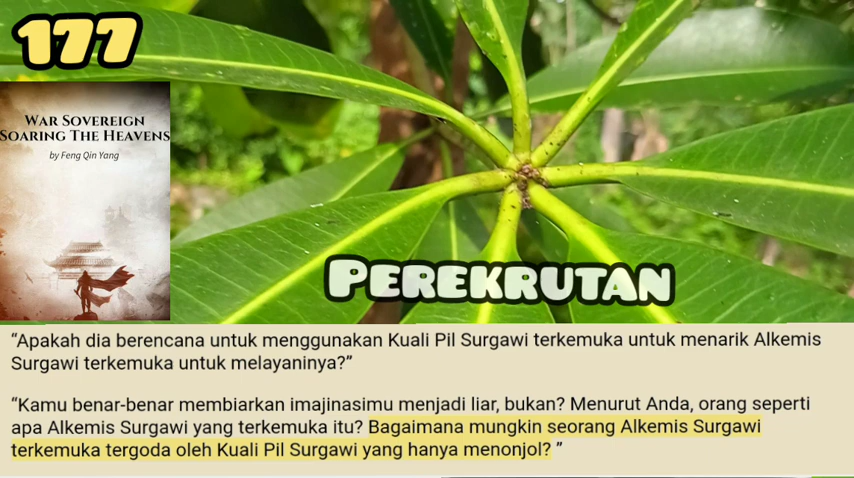 177
WAR SOVEREIGN
SOARING THE HEAVENS
by Feng Qin Yang
PEREKRUTAN
“Apakah dia berencana untuk menggunakan Kuali Pil Surgawi terkemuka untuk menarik Alkemis
Surgawi terkemuka untuk melayaninya?”
“Kamu benar-benar membiarkan imajinasimu menjadi liar, bukan? Menurut Anda, orang seperti
apa Alkemis Surgawi yang terkemuka itu? Bagaimana mungkin seorang Alkemis Surgawi
terkemuka tergoda oleh Kuali Pil Surgawi yang hanya menonjol? ”